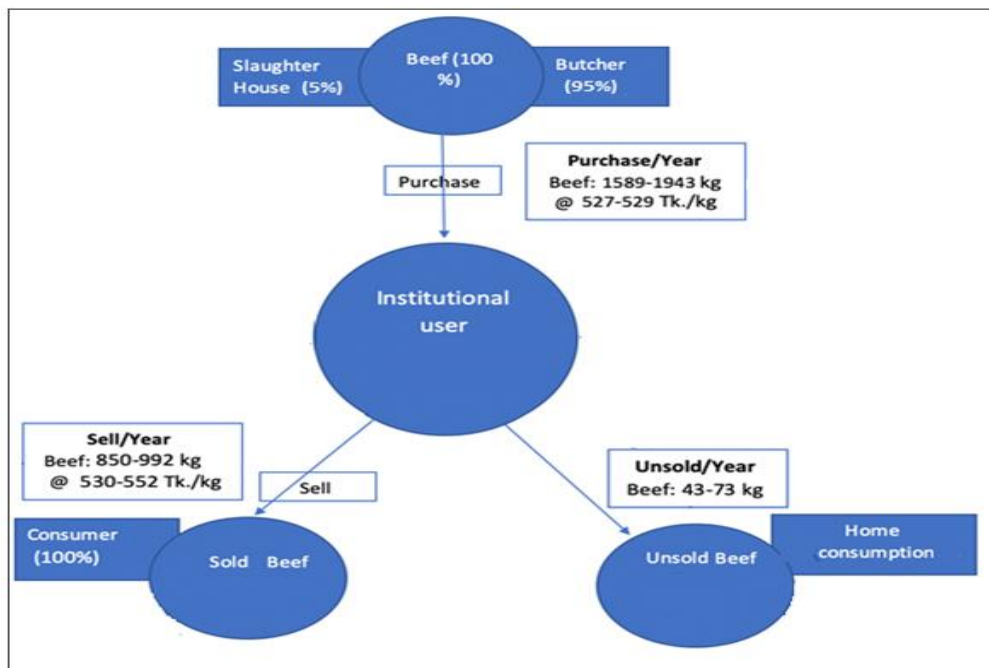 Slaughter
House (5%)
Beef (100
%)
Butcher
(95%)
Purchase
Purchase/Year
Beef: 1589-1943 kg
@ 527-529 Tk./kg
Institutional
user
Sell/Year
Beef: 850-992 kg
@ 530-552 Tk./kg
Sell
Unsold/Year
Beef: 43-73 kg
Consumer
(100%)
Sold Beef
Unsold Beef
Home
consumption